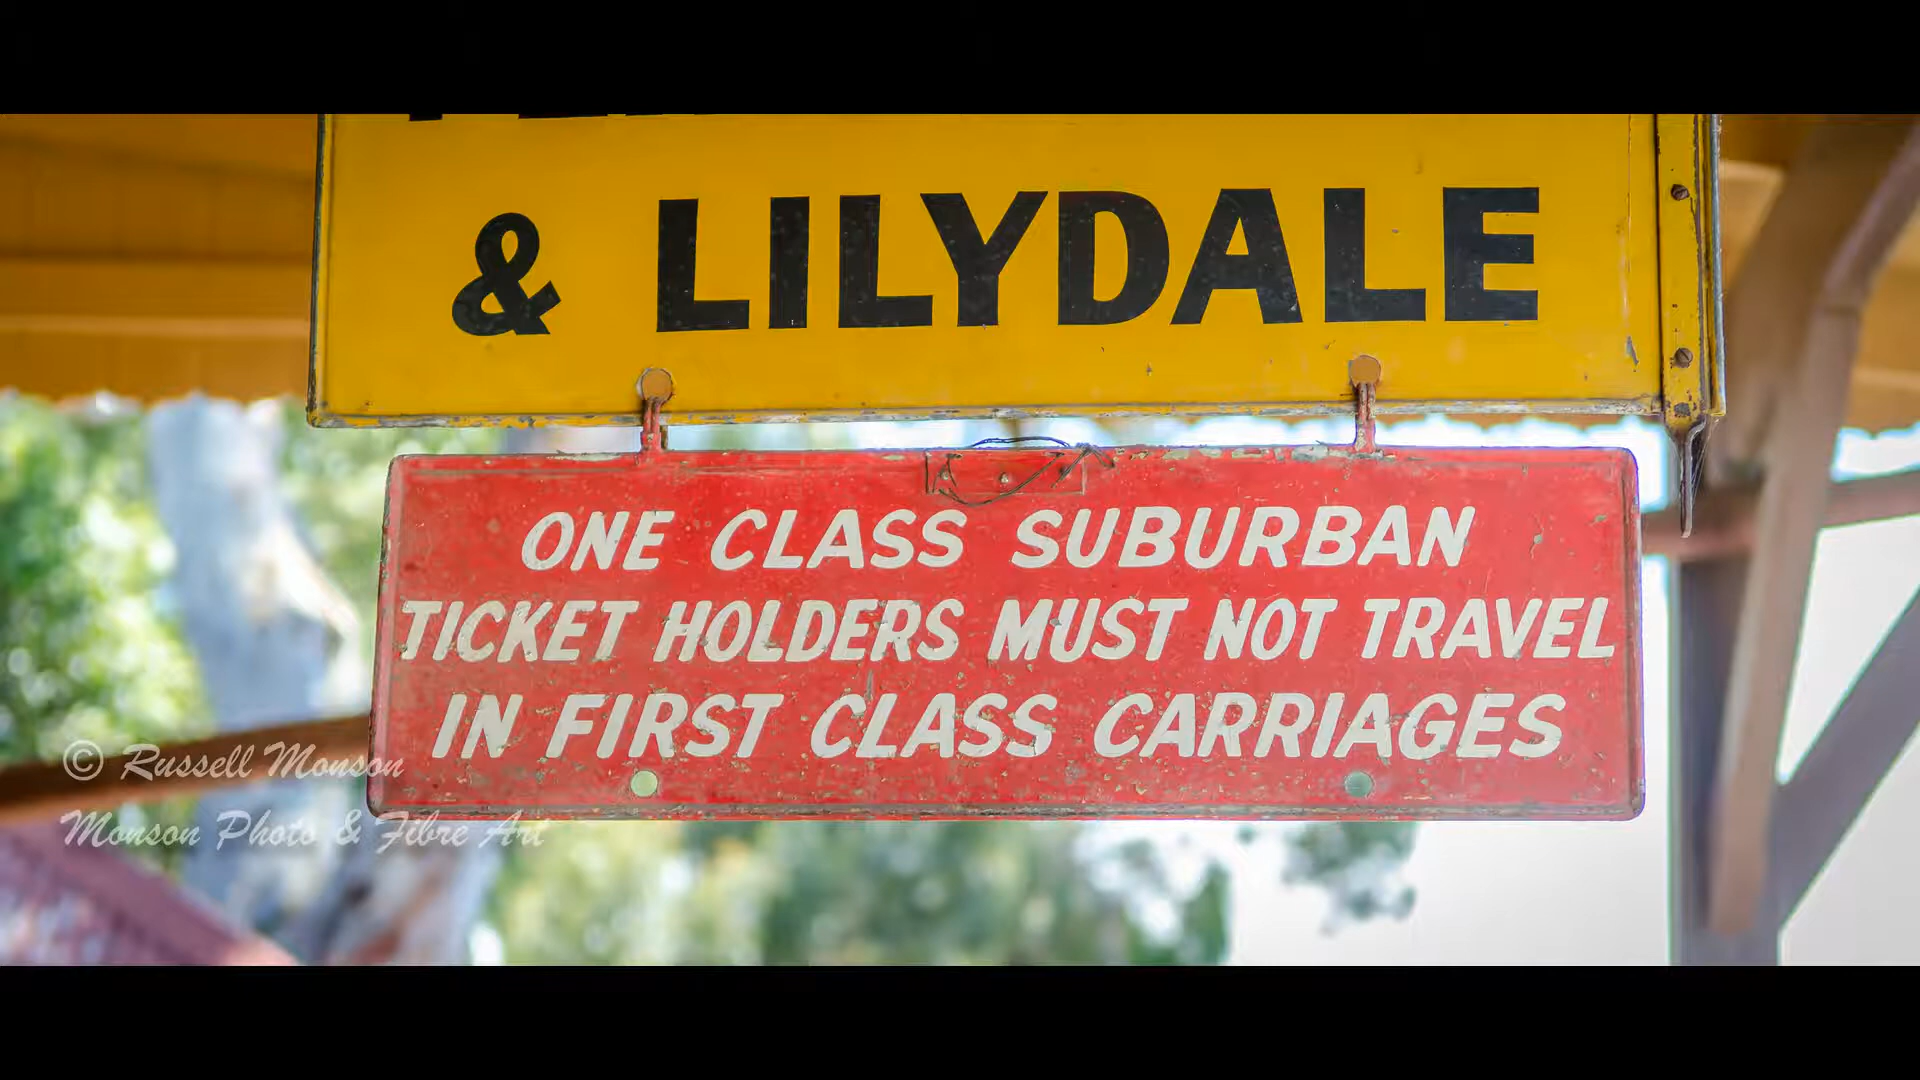 & LILYDALE
ONE CLASS SUBURBAN
TICKET HOLDERS MUST NOT TRAVEL
IN FIRST CLASS CARRIAGES
© Russell Monson
Monson Photo & Fibre Art